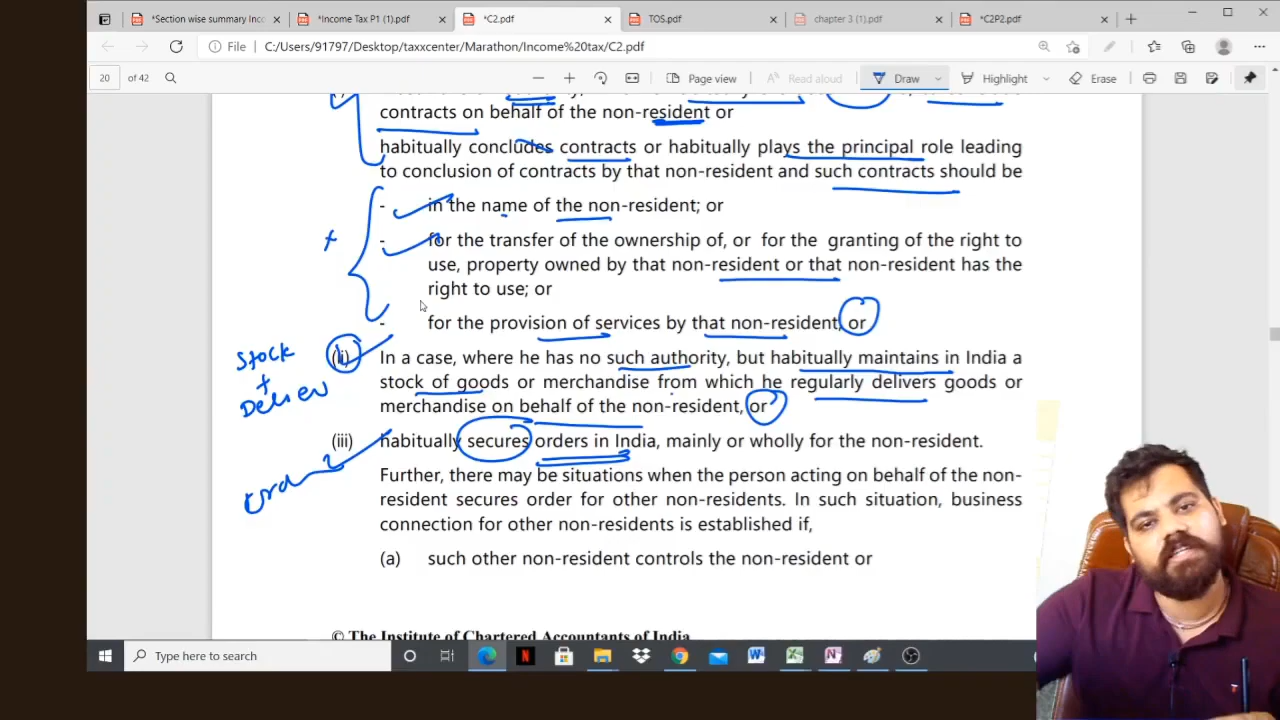 *Section wise summary Inco
*Income Tax P1 (1).pdf
*C2.pdf
TOS.pdf
chapter 3 (1).pdf
*C2P2.pdf
File C:/Users/91797/Desktop/taxxcenter/Marathon/Income%20tax/C2.pdf
20 of 42
Page view
Read aloud
Draw
Highlight
Erase
contracts on behalf of the non-resident or
habitually concludes contracts or habitually plays the principal role leading
to conclusion of contracts by that non-resident and such contracts should be
- in the name of the non-resident; or
- for the transfer of the ownership of, or for the granting of the right to
use, property owned by that non-resident or that non-resident has the
right to use; or
- for the provision of services by that non-resident, or
Stock
+
Deliver
(ii) In a case, where he has no such authority, but habitually maintains in India a
stock of goods or merchandise from which he regularly delivers goods or
merchandise on behalf of the non-resident, or
(iii) habitually secures orders in India, mainly or wholly for the non-resident.
Further, there may be situations when the person acting on behalf of the non-
resident secures order for other non-residents. In such situation, business
connection for other non-residents is established if,
(a) such other non-resident controls the non-resident or
© The Institute of Chartered Accountants of India
Type here to search